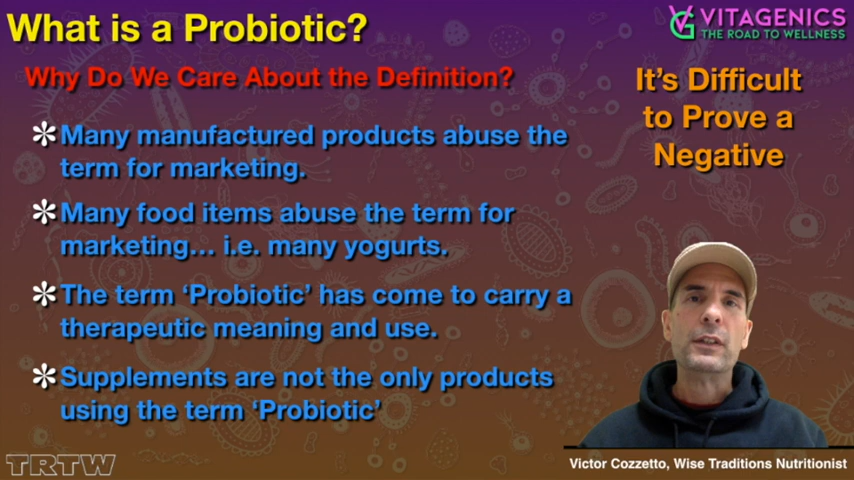 What is a Probiotic?
VG VITAGENICS
THE ROAD TO WELLNESS
Why Do We Care About the Definition?
It's Difficult
to Prove a
Negative
*Many manufactured products abuse the
term for marketing.
*Many food items abuse the term for
marketing... i.e. many yogurts.
*The term 'Probiotic' has come to carry a
therapeutic meaning and use.
*Supplements are not the only products
using the term 'Probiotic'
TRTW
Victor Cozzetto, Wise Traditions Nutritionist